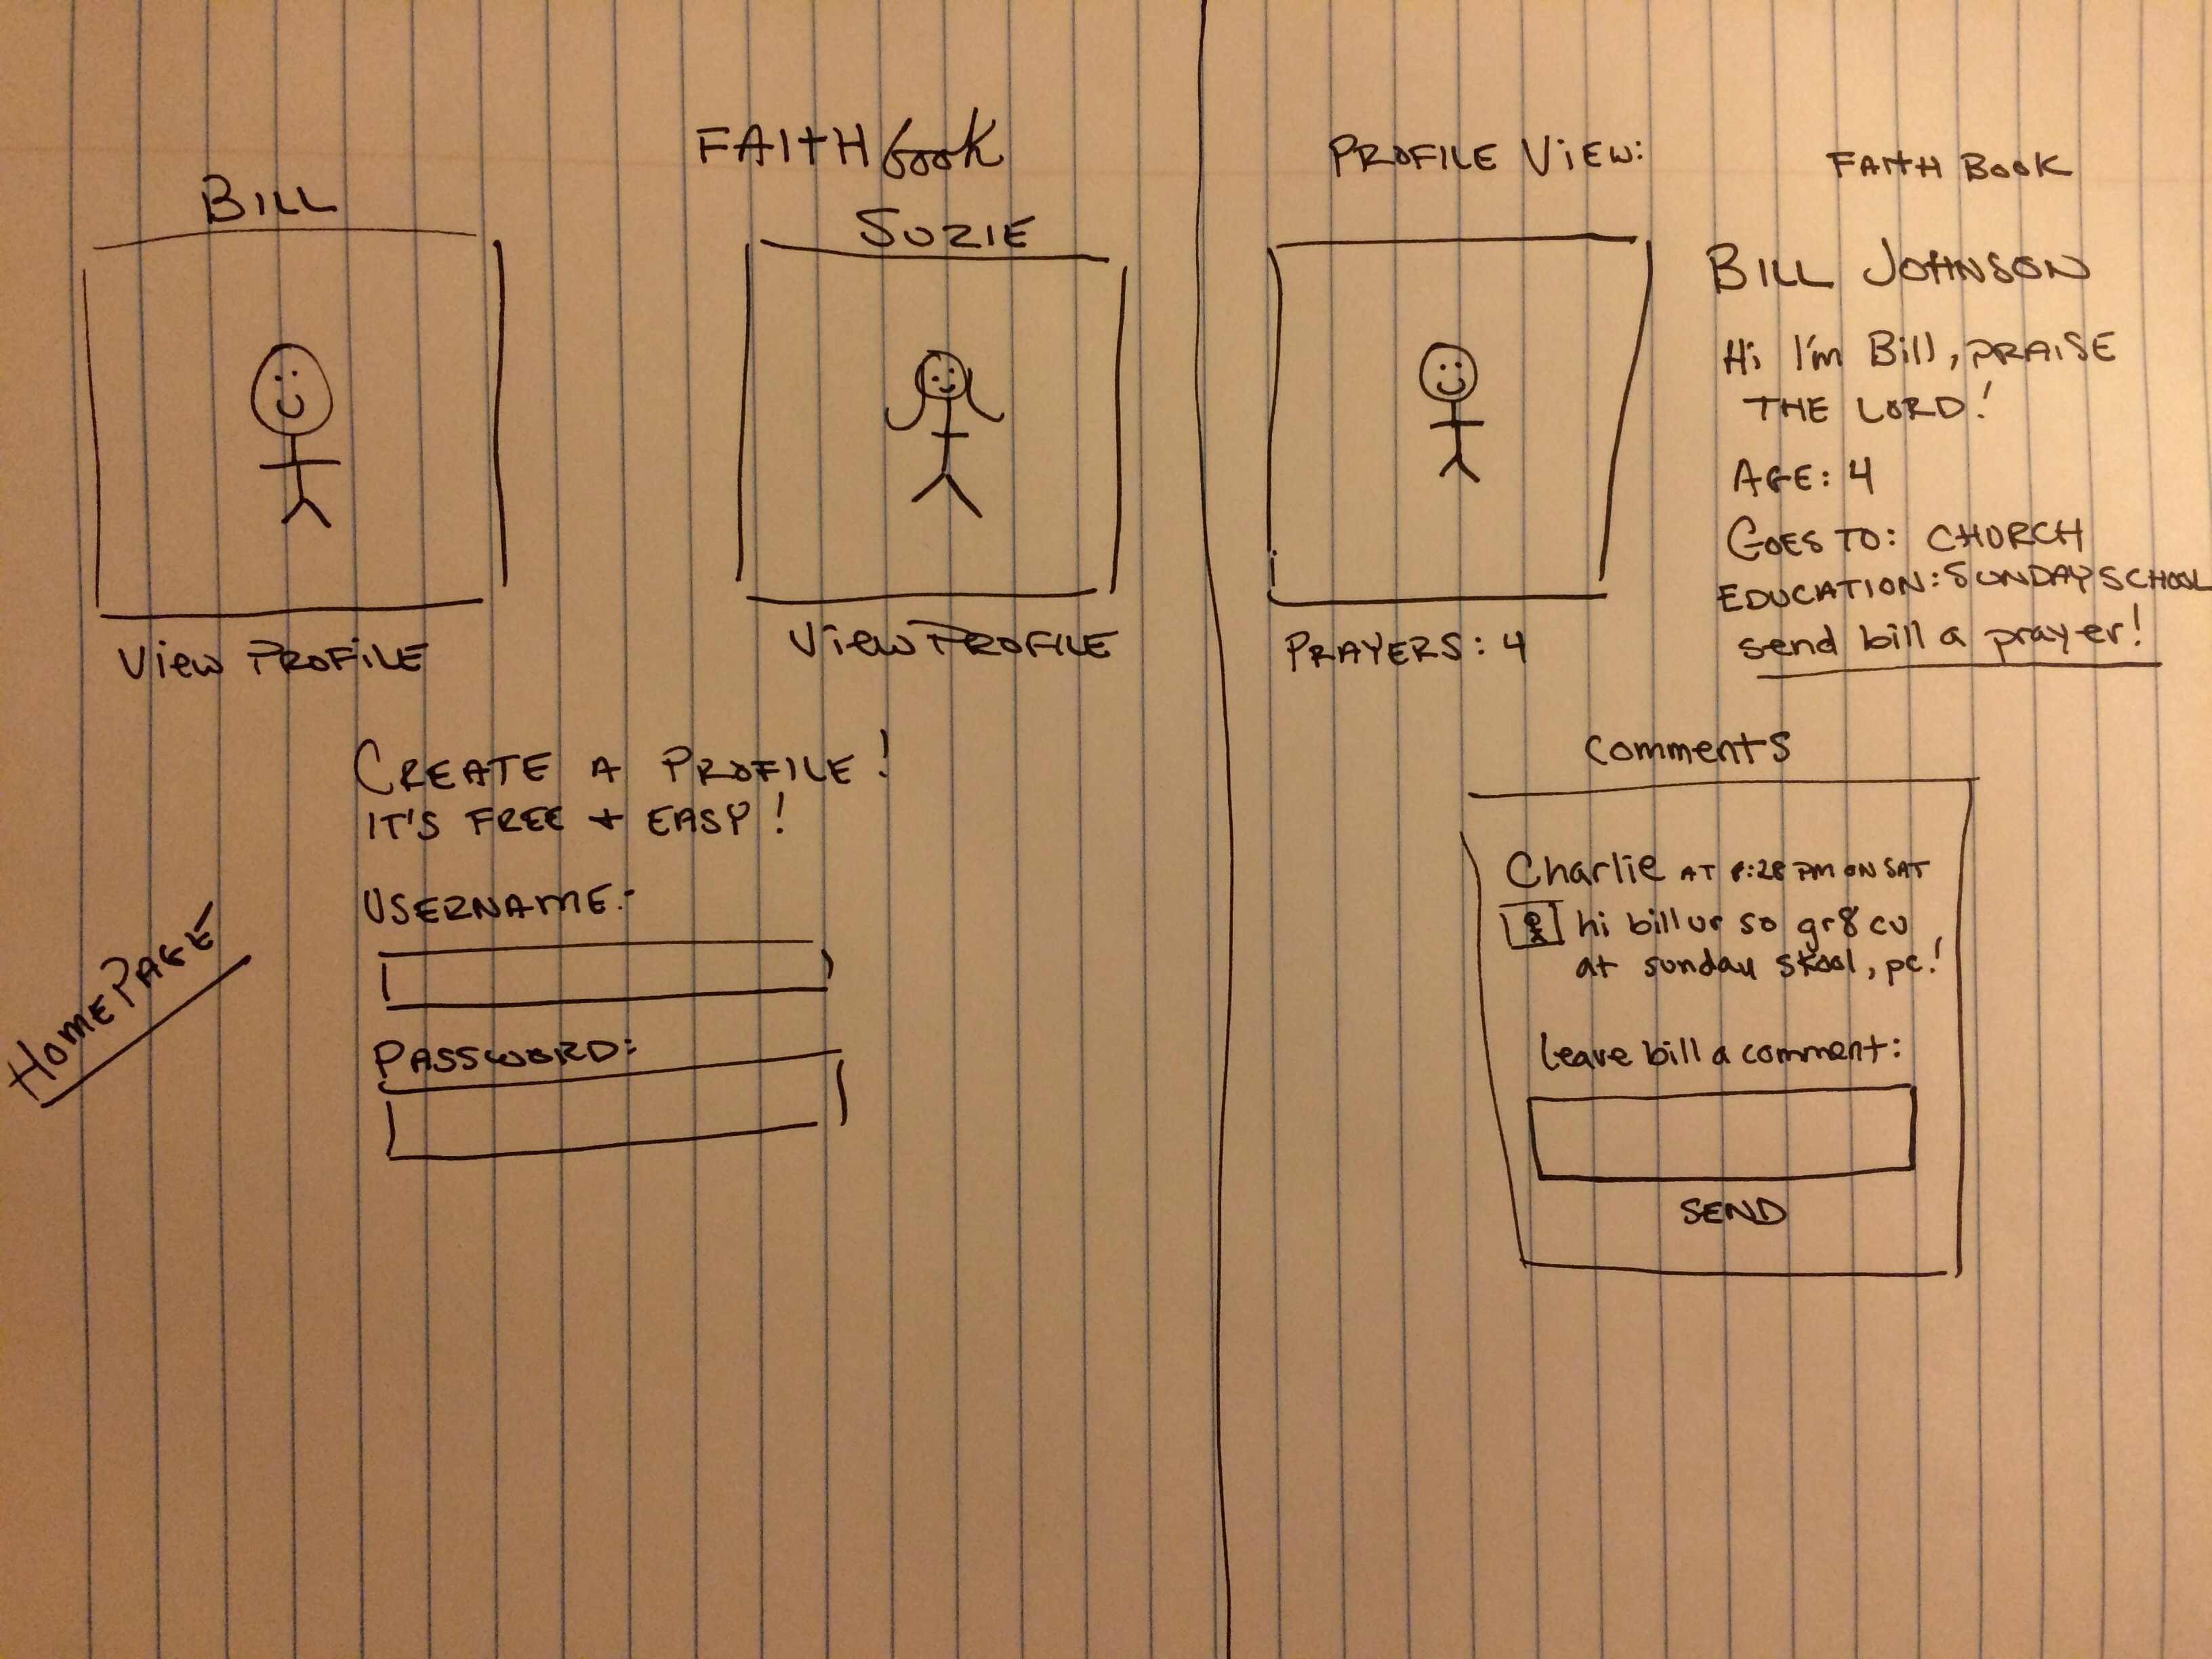 FAITHbook
BILL
SUZIE
VIEW PROFILE
VIEW PROFILE
CREATE A PROFILE!
IT'S FREE + EASY!
USERNAME:
PASSWORD:
HOMEPAGE
PROFILE VIEW:
FAITH BOOK
BILL JOHNSON
Hi I'm Bill, PRAISE
THE LORD!
AGE: 4
GOES TO: CHURCH
EDUCATION: SUNDAY SCHOOL
send bill a prayer!
PRAYERS: 4
comments
Charlie AT 8:28 PM ON SAT
hi bill ur so gr8 cu
at sunday skool, pc!
leave bill a comment:
SEND